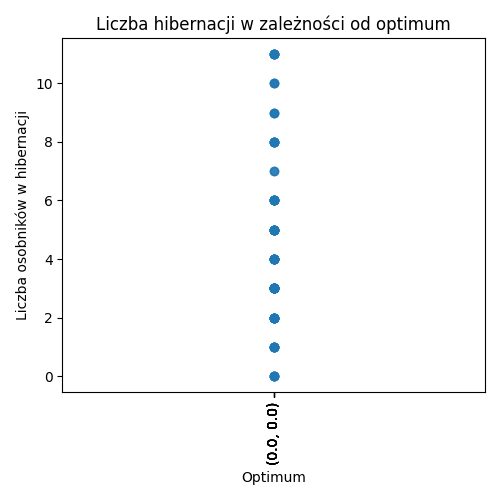 Liczba hibernacji w zależności od optimum
Liczba osobników w hibernacji
10
8
6
4
2
0
(0.0, 0.0)
Optimum